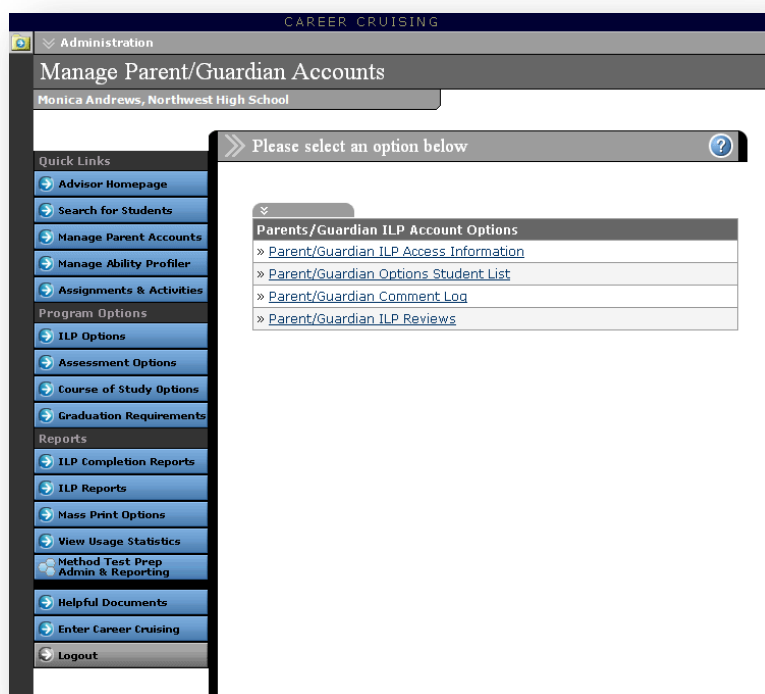 CAREER CRUISING
Administration
Manage Parent/Guardian Accounts
Monica Andrews, Northwest High School
Please select an option below
?
Quick Links
Advisor Homepage
Search for Students
Manage Parent Accounts
Manage Ability Profiler
Assignments & Activities
Program Options
ILP Options
Assessment Options
Course of Study Options
Graduation Requirements
Reports
ILP Completion Reports
ILP Reports
Mass Print Options
View Usage Statistics
Method Test Prep
Admin & Reporting
Helpful Documents
Enter Career Cruising
Logout
Parents/Guardian ILP Account Options
» Parent/Guardian ILP Access Information
» Parent/Guardian Options Student List
» Parent/Guardian Comment Log
» Parent/Guardian ILP Reviews